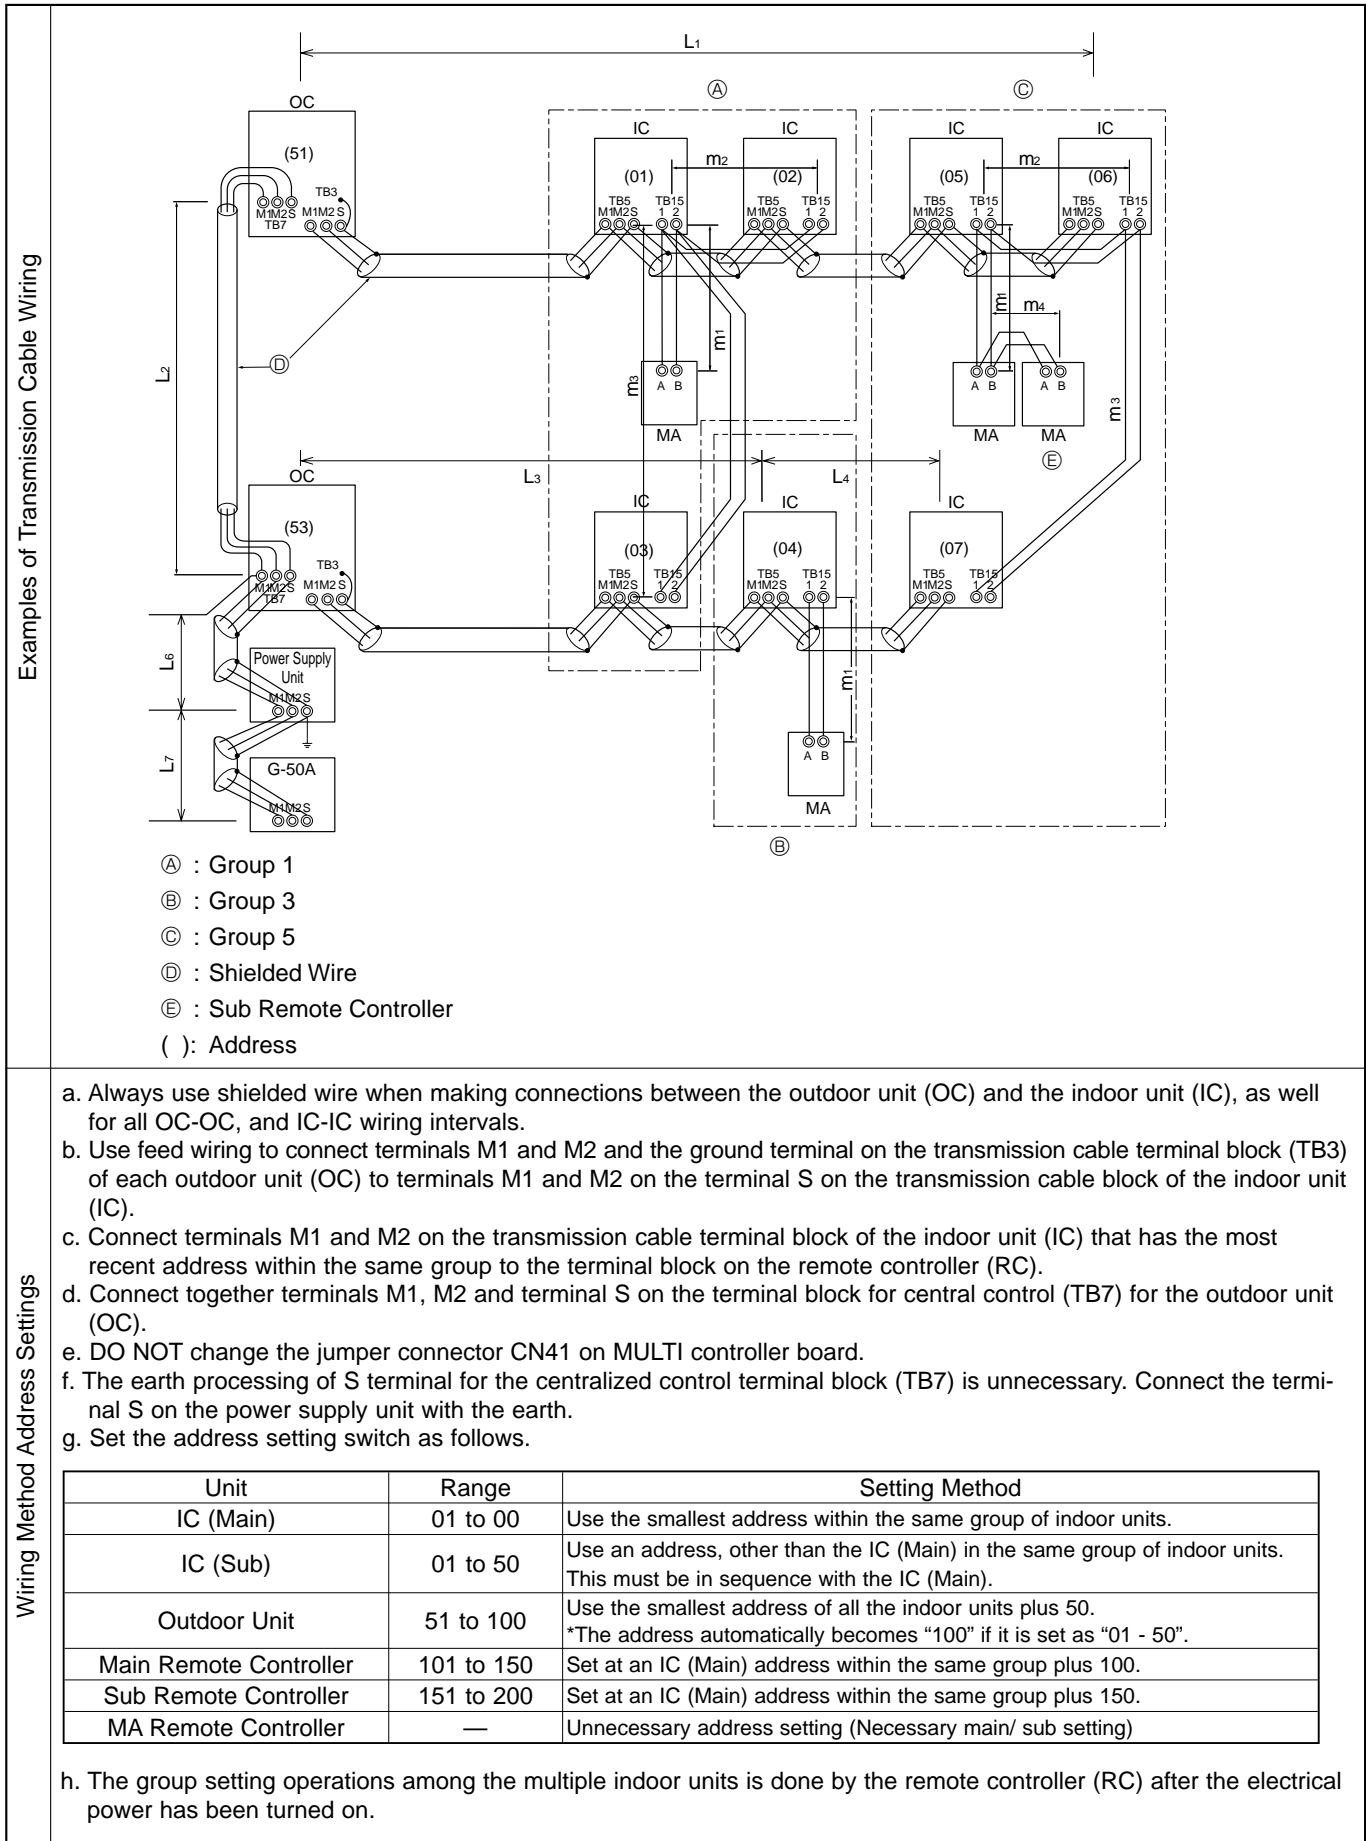 Examples of Transmission Cable Wiring
L1
Ⓐ
Ⓒ
OC
IC
IC
IC
IC
(51)
(01)
m2
(02)
(05)
m2
(06)
TB3
M1M2S
TB7
M1M2 S
TB5
M1M2S
TB15
1 2
TB5
M1M2S
TB15
1 2
TB5
M1M2S
TB15
1 2
TB5
M1M2S
TB15
1 2
L2
Ⓓ
m3
m1
m1
m4
m3
A B
MA
A B
MA
A B
MA
Ⓔ
L3
L4
OC
IC
IC
IC
(53)
(03)
(04)
(07)
TB3
M1M2S
TB7
M1M2 S
TB5
M1M2S
TB15
1 2
TB5
M1M2S
TB15
1 2
TB5
M1M2S
TB15
1 2
L6
Power Supply
Unit
M1M2S
m1
L7
G-50A
M1M2S
A B
MA
Ⓑ
Ⓐ : Group 1
Ⓑ : Group 3
Ⓒ : Group 5
Ⓓ : Shielded Wire
Ⓔ : Sub Remote Controller
( ): Address
Wiring Method Address Settings
a. Always use shielded wire when making connections between the outdoor unit (OC) and the indoor unit (IC), as well
for all OC-OC, and IC-IC wiring intervals.
b. Use feed wiring to connect terminals M1 and M2 and the ground terminal on the transmission cable terminal block (TB3)
of each outdoor unit (OC) to terminals M1 and M2 on the terminal S on the transmission cable block of the indoor unit
(IC).
c. Connect terminals M1 and M2 on the transmission cable terminal block of the indoor unit (IC) that has the most
recent address within the same group to the terminal block on the remote controller (RC).
d. Connect together terminals M1, M2 and terminal S on the terminal block for central control (TB7) for the outdoor unit
(OC).
e. DO NOT change the jumper connector CN41 on MULTI controller board.
f. The earth processing of S terminal for the centralized control terminal block (TB7) is unnecessary. Connect the termi-
nal S on the power supply unit with the earth.
g. Set the address setting switch as follows.
Unit Range Setting Method
IC (Main) 01 to 00 Use the smallest address within the same group of indoor units.
IC (Sub) 01 to 50 Use an address, other than the IC (Main) in the same group of indoor units.
This must be in sequence with the IC (Main).
Outdoor Unit 51 to 100 Use the smallest address of all the indoor units plus 50.
*The address automatically becomes “100” if it is set as “01 - 50”.
Main Remote Controller 101 to 150 Set at an IC (Main) address within the same group plus 100.
Sub Remote Controller 151 to 200 Set at an IC (Main) address within the same group plus 150.
MA Remote Controller — Unnecessary address setting (Necessary main/ sub setting)
h. The group setting operations among the multiple indoor units is done by the remote controller (RC) after the electrical
power has been turned on.